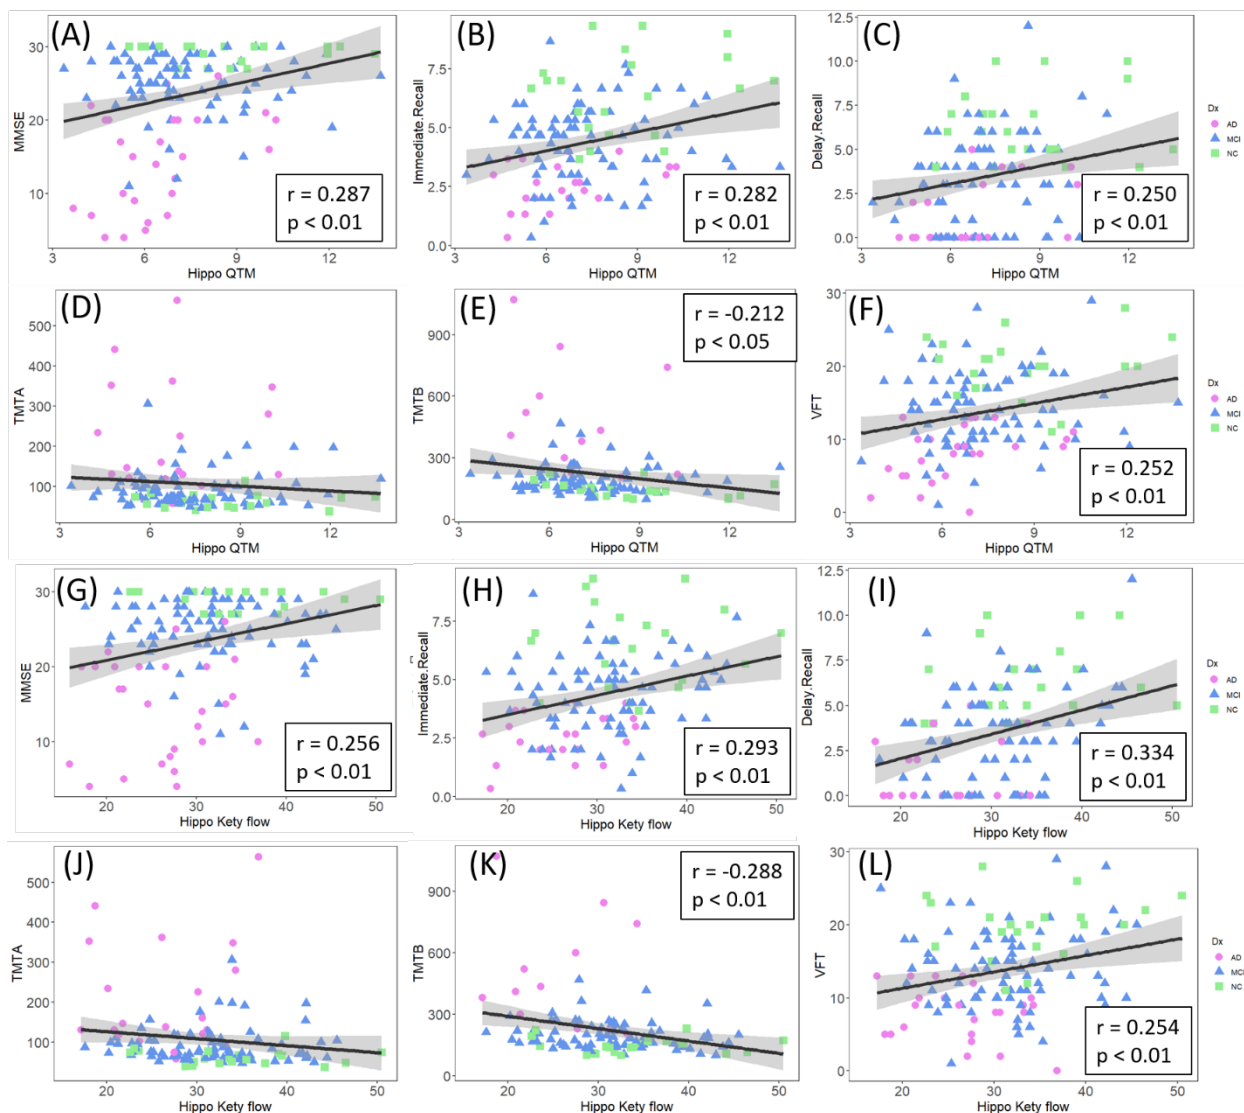 (A)
30
20
10
MMSE
3
6
9
12
Hippo QTM
r = 0.287
p < 0.01
(B)
7.5
5.0
2.5
0.0
Immediate.Recall
3
6
9
12
Hippo QTM
r = 0.282
p < 0.01
(C)
12.5
10.0
7.5
5.0
2.5
0.0
Delay.Recall
3
6
9
12
Hippo QTM
r = 0.250
p < 0.01
Dx
AD
MCI
NC
(D)
500
400
300
200
100
TMTA
3
6
9
12
Hippo QTM
(E)
900
600
300
0
TMTB
3
6
9
12
Hippo QTM
r = -0.212
p < 0.05
(F)
30
20
10
0
VFT
3
6
9
12
Hippo QTM
r = 0.252
p < 0.01
Dx
AD
MCI
NC
(G)
30
20
10
MMSE
20
30
40
50
Hippo Kety flow
r = 0.256
p < 0.01
(H)
7.5
5.0
2.5
0.0
Immediate.Recall
20
30
40
50
Hippo Kety flow
r = 0.293
p < 0.01
(I)
12.5
10.0
7.5
5.0
2.5
0.0
Delay.Recall
20
30
40
50
Hippo Kety flow
r = 0.334
p < 0.01
Dx
AD
MCI
NC
(J)
500
400
300
200
100
TMTA
20
30
40
50
Hippo Kety flow
(K)
900
600
300
0
TMTB
20
30
40
50
Hippo Kety flow
r = -0.288
p < 0.01
(L)
30
20
10
0
VFT
20
30
40
50
Hippo Kety flow
r = 0.254
p < 0.01
Dx
AD
MCI
NC